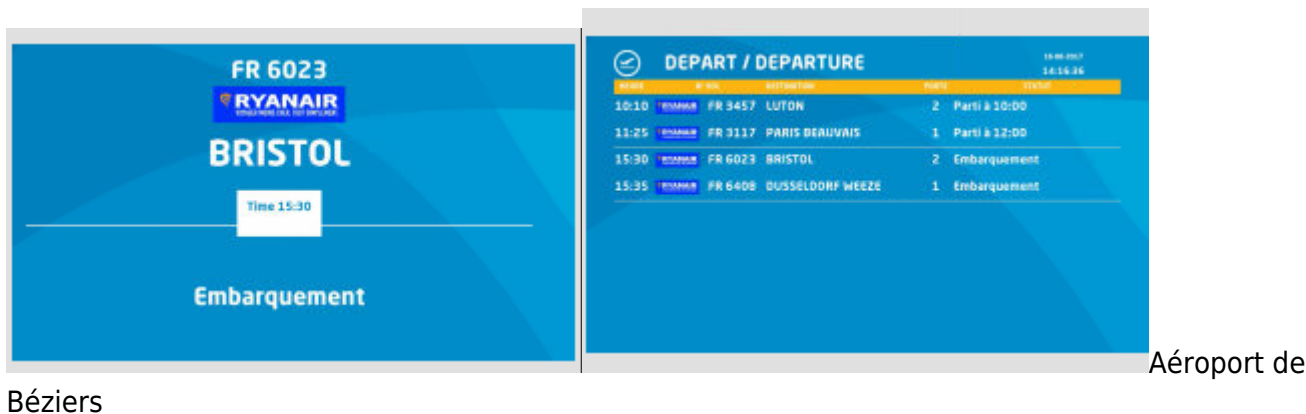 FR 6023
RYANAIR
BRISTOL
Time 15:30
Embarquement
DEPART / DEPARTURE
14:16:36
10:10 RYANAIR FR 3457 LUTON 2 Parti à 10:00
11:25 RYANAIR FR 3117 PARIS BEAUVAIS 1 Parti à 12:00
15:30 RYANAIR FR 6023 BRISTOL 2 Embarquement
15:35 RYANAIR FR 6408 DUSSELDORF WEEZE 1 Embarquement
Aéroport de
Béziers